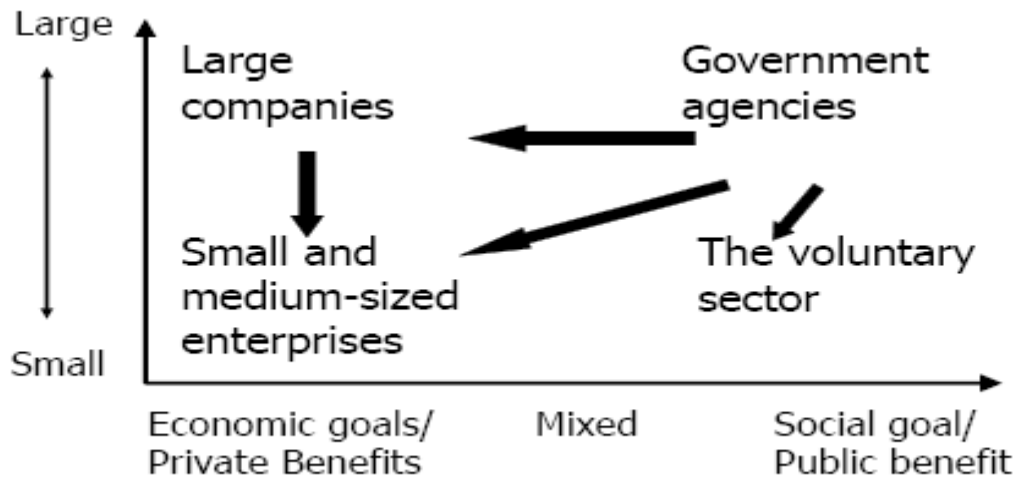 Large
Large
companies
Government
agencies
Small and
medium-sized
enterprises
The voluntary
sector
Small
Economic goals/
Private Benefits
Mixed
Social goal/
Public benefit